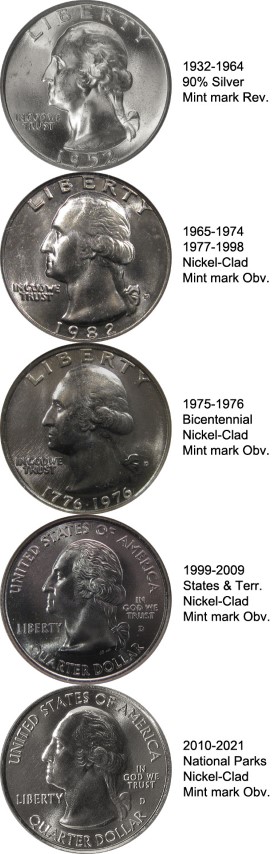 LIBERTY
IN GOD WE
TRUST
1932-1964
90% Silver
Mint mark Rev.
LIBERTY
IN GOD WE
TRUST
1982
1965-1974
1977-1998
Nickel-Clad
Mint mark Obv.
LIBERTY
IN GOD WE
TRUST
1776-1976
1975-1976
Bicentennial
Nickel-Clad
Mint mark Obv.
UNITED STATES OF AMERICA
LIBERTY
IN
GOD WE
TRUST
D
QUARTER DOLLAR
1999-2009
States & Terr.
Nickel-Clad
Mint mark Obv.
UNITED STATES OF AMERICA
LIBERTY
IN
GOD WE
TRUST
D
QUARTER DOLLAR
2010-2021
National Parks
Nickel-Clad
Mint mark Obv.